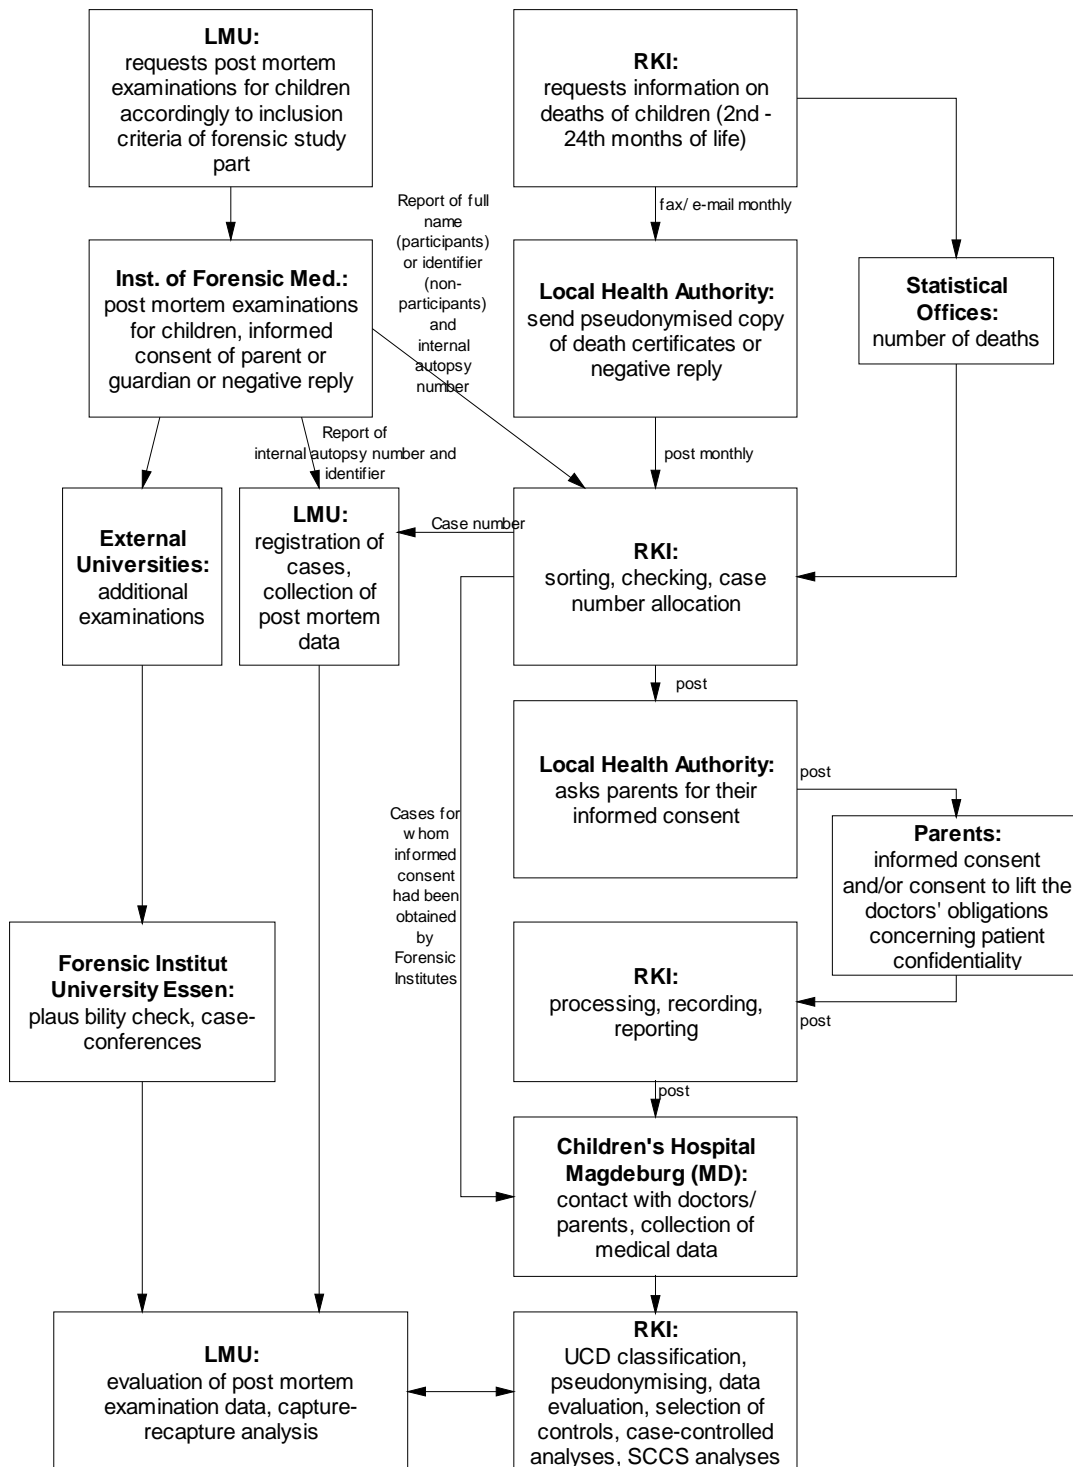 LMU:
requests post mortem
examinations for children
accordingly to inclusion
criteria of forensic study
part
RKI:
requests information on
deaths of children (2nd -
24th months of life)
Report of full
name
(participants)
or identifier
(non-
participants)
and
internal
autopsy
number
fax/ e-mail monthly
Inst. of Forensic Med.:
post mortem examinations
for children, informed
consent of parent or
guardian or negative reply
Local Health Authority:
send pseudonymised copy
of death certificates or
negative reply
Statistical
Offices:
number of deaths
Report of
internal autopsy number and
identifier
post monthly
External
Universities:
additional
examinations
LMU:
registration of
cases,
collection of
post mortem
data
Case number
RKI:
sorting, checking, case
number allocation
post
Local Health Authority:
asks parents for their
informed consent
post
Cases for
whom
informed
consent
had been
obtained
by
Forensic
Institutes
Parents:
informed consent
and/or consent to lift the
doctors' obligations
concerning patient
confidentiality
Forensic Institut
University Essen:
plaus bility check, case-
conferences
RKI:
processing, recording,
reporting
post
post
Children's Hospital
Magdeburg (MD):
contact with doctors/
parents, collection of
medical data
LMU:
evaluation of post mortem
examination data, capture-
recapture analysis
RKI:
UCD classification,
pseudonymising, data
evaluation, selection of
controls, case-controlled
analyses, SCCS analyses